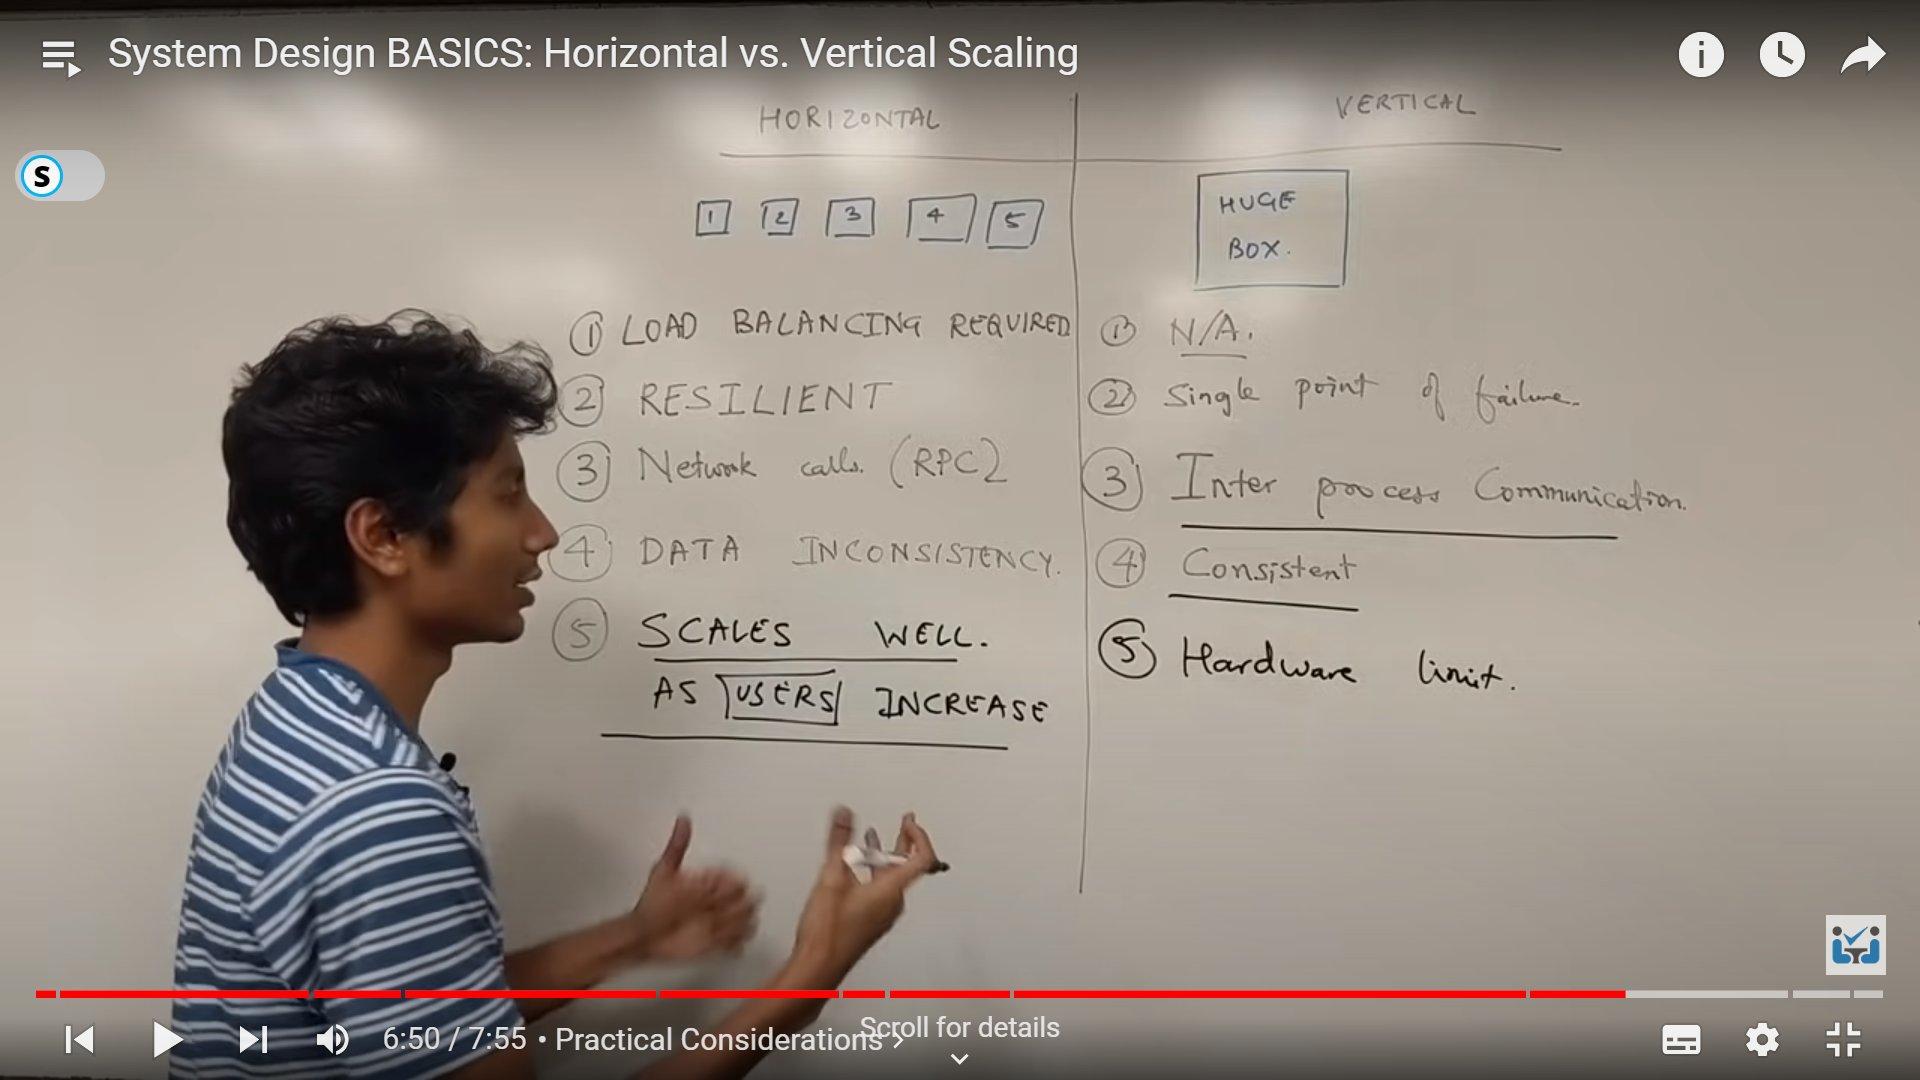 System Design BASICS: Horizontal vs. Vertical Scaling
S
HORIZONTAL
VERTICAL
1 2 3 4 5
HUGE
BOX.
1 LOAD BALANCING REQUIRED
2 RESILIENT
3 Network calls. (RPC)
4 DATA INCONSISTENCY.
5 SCALES WELL.
AS USERS INCREASE
1 N/A.
2 Single point of failure.
3 Inter process Communication.
4 Consistent
5 Hardware limit.
6:50 / 7:55 • Practical Considerations ›
Scroll for details